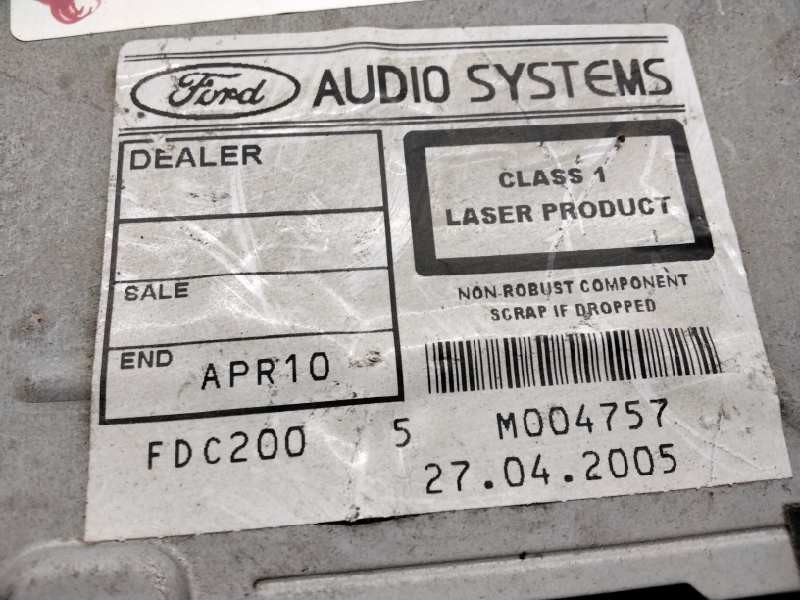 Ford AUDIO SYSTEMS
DEALER
SALE
END APR10
CLASS 1
LASER PRODUCT
NON-ROBUST COMPONENT
SCRAP IF DROPPED
FDC200 5 M004757
27.04.2005